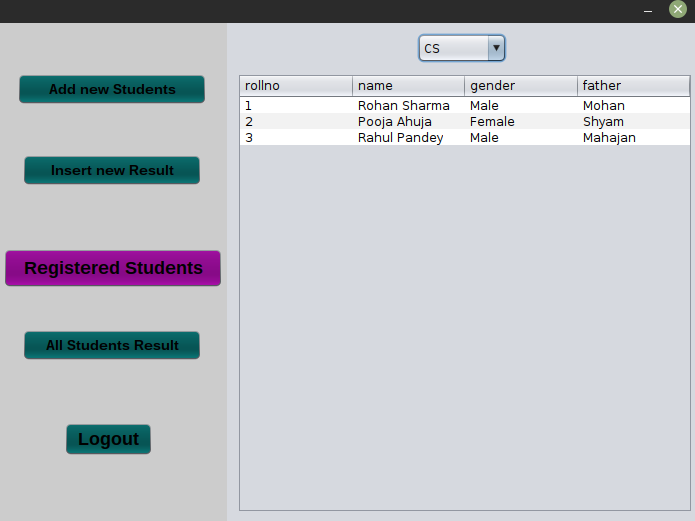 CS
Add new Students
Insert new Result
Registered Students
All Students Result
Logout
rollno name gender father
1 Rohan Sharma Male Mohan
2 Pooja Ahuja Female Shyam
3 Rahul Pandey Male Mahajan